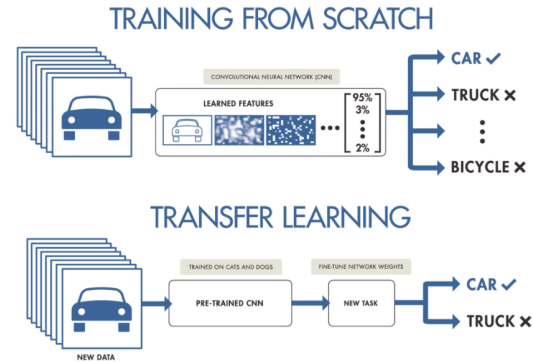 TRAINING FROM SCRATCH
CONVOLUTIONAL NEURAL NETWORK (CNN)
LEARNED FEATURES
95%
3%
2%
CAR ✓
TRUCK ✗
BICYCLE ✗
TRANSFER LEARNING
TRAINED ON CATS AND DOGS
FINE-TUNE NETWORK WEIGHTS
PRE-TRAINED CNN
NEW TASK
CAR ✓
TRUCK ✗
NEW DATA